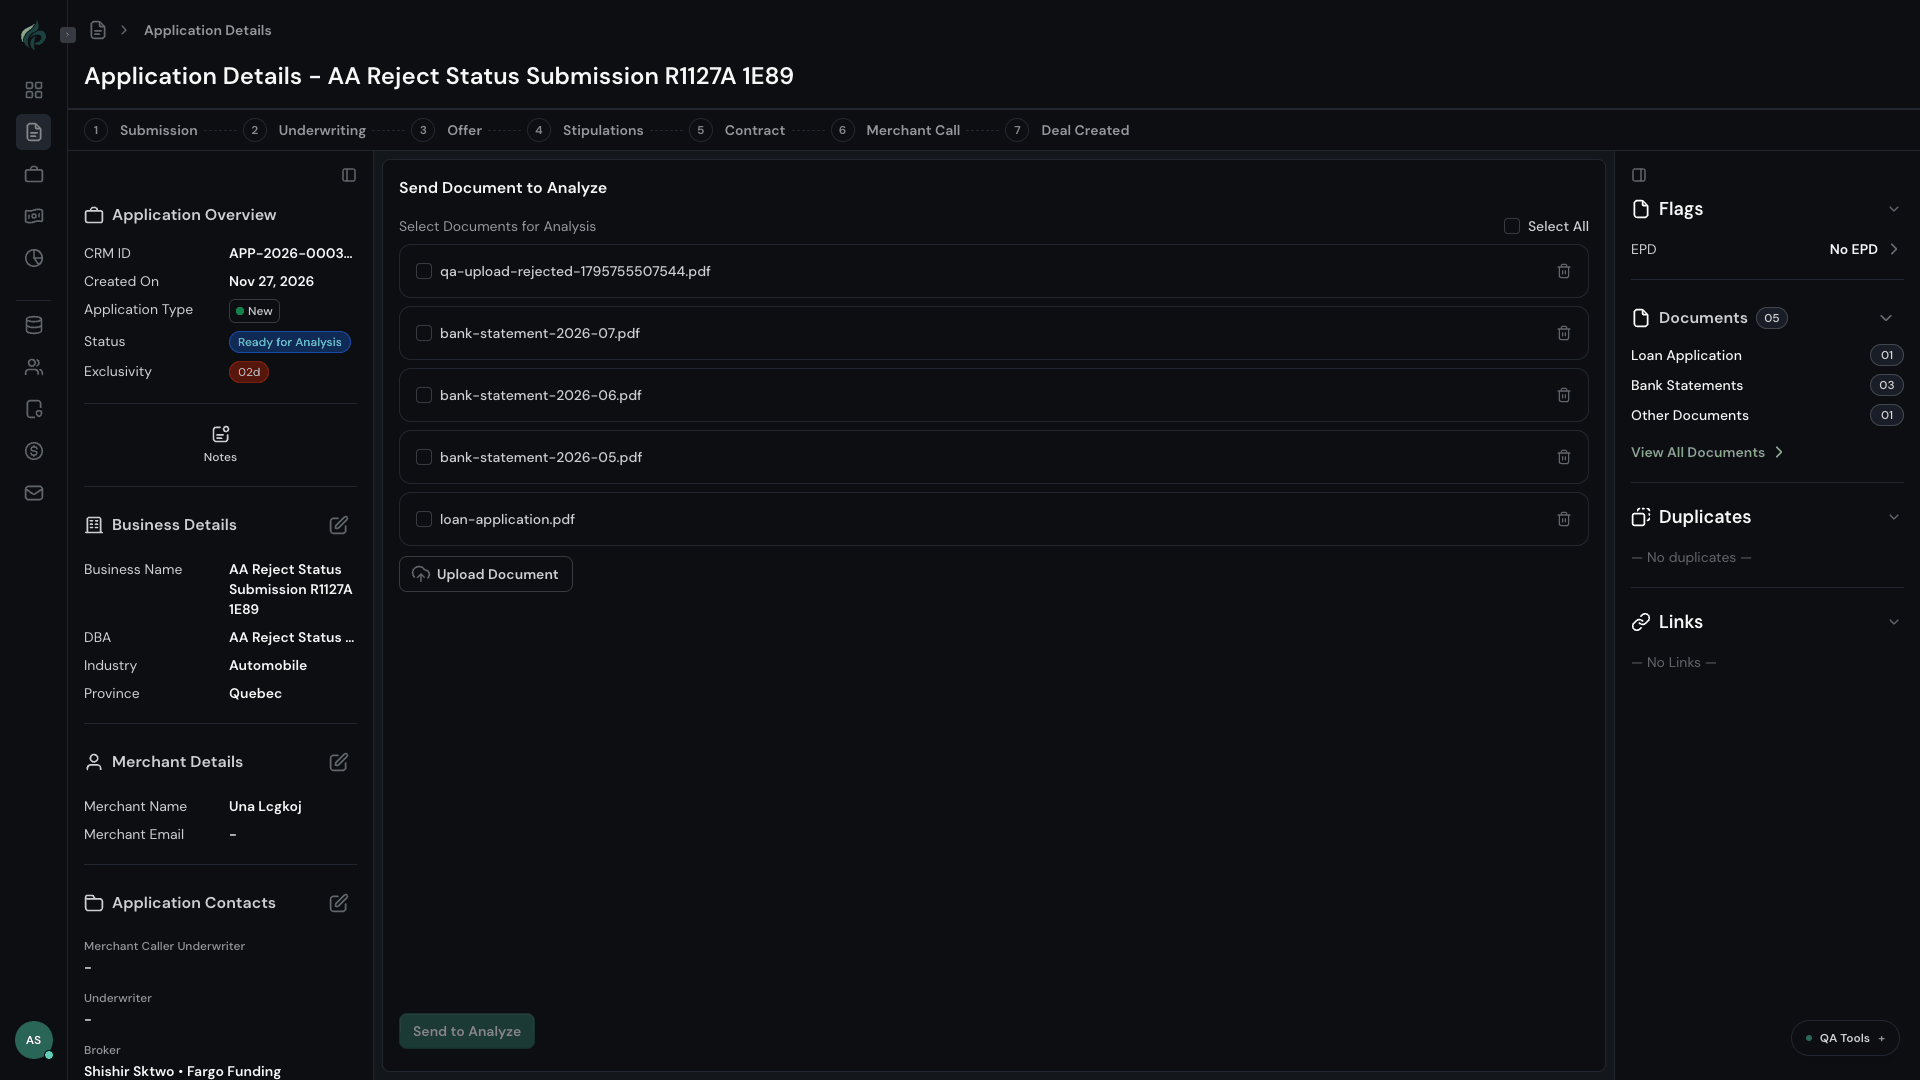 Application Details
Application Details - AA Reject Status Submission R1127A 1E89
1 Submission 2 Underwriting 3 Offer 4 Stipulations 5 Contract 6 Merchant Call 7 Deal Created
Application Overview
CRM ID APP-2026-0003...
Created On Nov 27, 2026
Application Type New
Status Ready for Analysis
Exclusivity 02d
Notes
Business Details
Business Name AA Reject Status
Submission R1127A
1E89
DBA AA Reject Status ...
Industry Automobile
Province Quebec
Merchant Details
Merchant Name Una Lcgkoj
Merchant Email -
Application Contacts
Merchant Caller Underwriter
-
Underwriter
-
Broker
Shishir Sktwo • Fargo Funding
AS
Send Document to Analyze
Select Documents for Analysis Select All
qa-upload-rejected-1795755507544.pdf
bank-statement-2026-07.pdf
bank-statement-2026-06.pdf
bank-statement-2026-05.pdf
loan-application.pdf
Upload Document
Send to Analyze
Flags
EPD No EPD
Documents 05
Loan Application 01
Bank Statements 03
Other Documents 01
View All Documents
Duplicates
— No duplicates —
Links
— No Links —
QA Tools +